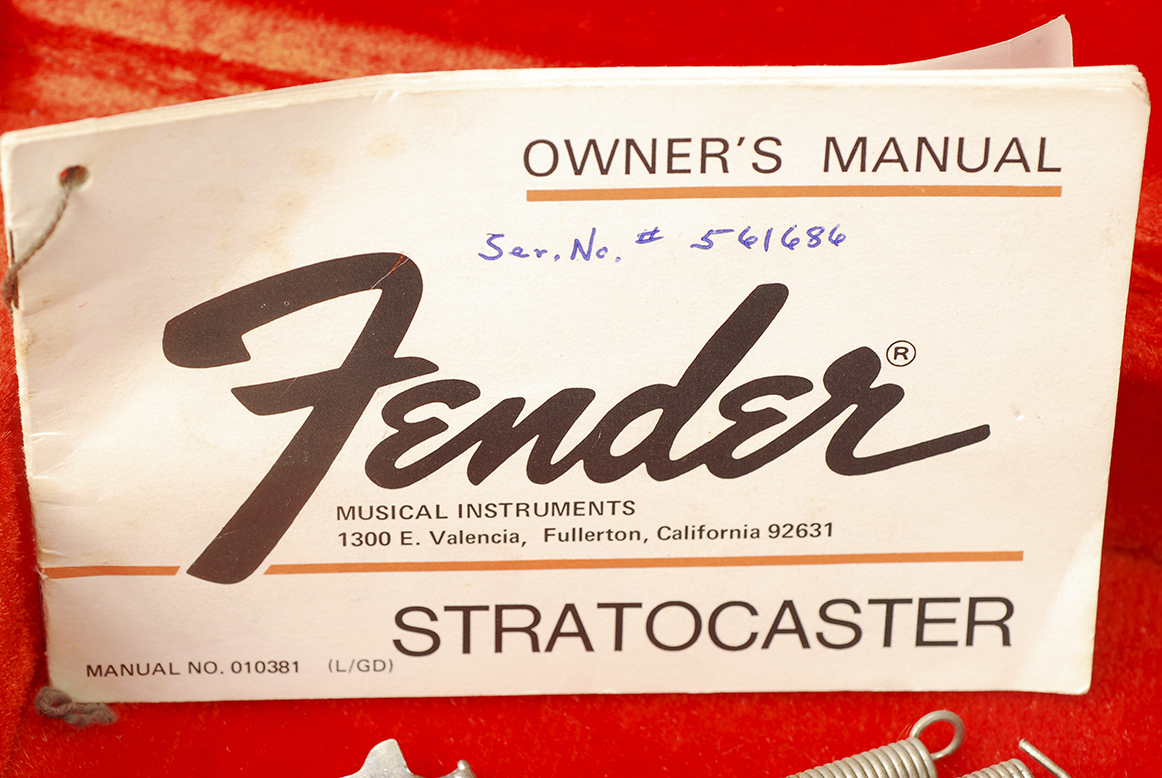 OWNER'S MANUAL
Ser. No. # 561686
Fender®
MUSICAL INSTRUMENTS
1300 E. Valencia, Fullerton, California 92631
STRATOCASTER
MANUAL NO. 010381 (L/GD)